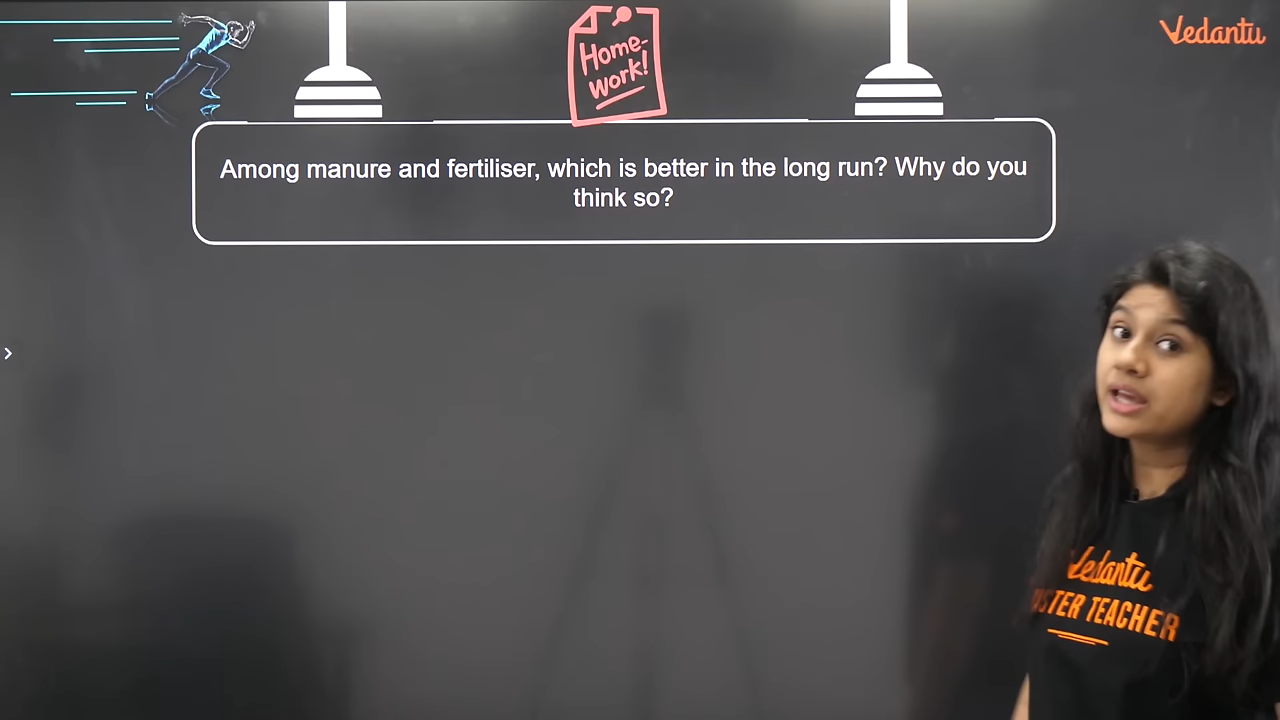 Home-
work!
Vedantu
Among manure and fertiliser, which is better in the long run? Why do you
think so?
Vedantu
STER TEACHER